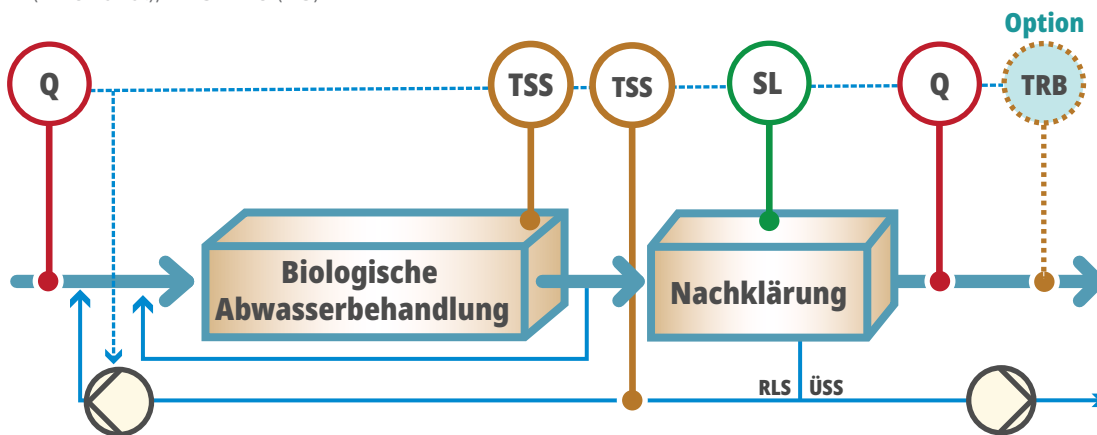 Option
Q
TSS
TSS
SL
Q
TRB
Biologische
Abwasserbehandlung
Nachklärung
RLS
ÜSS